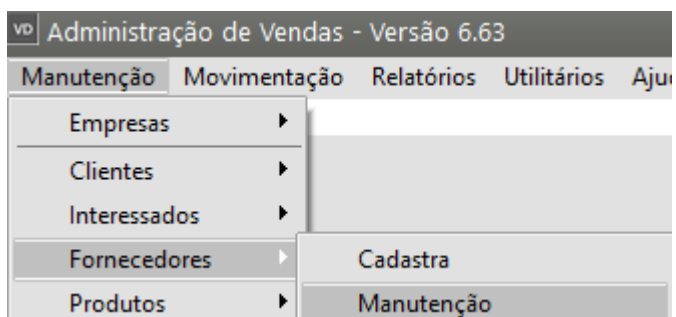 VD Administração de Vendas - Versão 6.63
Manutenção Movimentação Relatórios Utilitários
Empresas
Clientes
Interessados
Fornecedores Cadastra
Produtos Manutenção